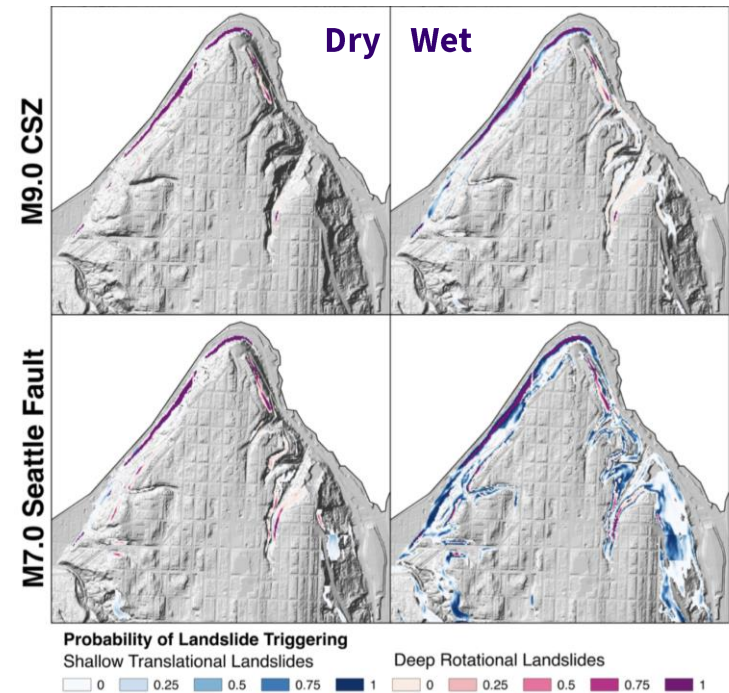 Dry Wet
M9.0 CSZ
M7.0 Seattle Fault
Probability of Landslide Triggering
Shallow Translational Landslides
0 0.25 0.5 0.75 1
Deep Rotational Landslides
0 0.25 0.5 0.75 1